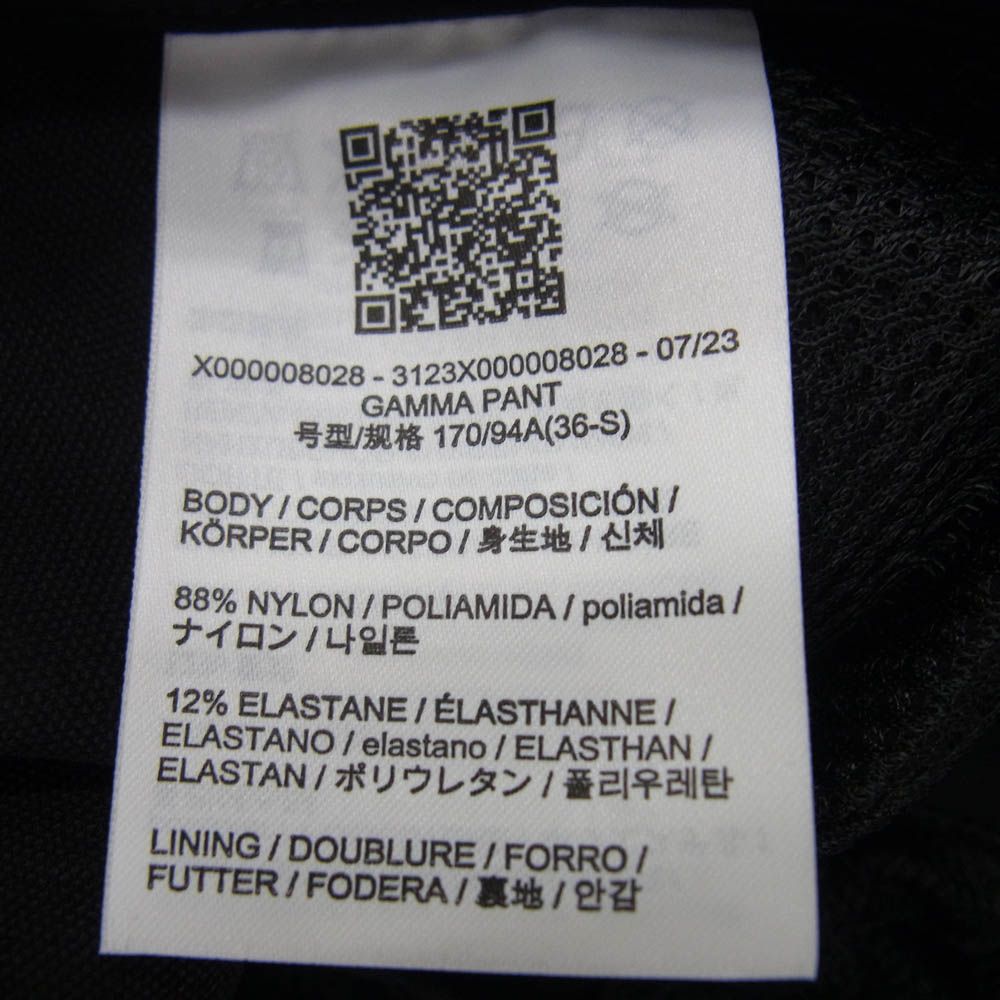 X000008028 - 3123X000008028 - 07/23
GAMMA PANT
号型/规格 170/94A(36-S)
BODY / CORPS / COMPOSICIÓN /
KÖRPER / CORPO / 身生地 / 신체
88% NYLON / POLIAMIDA / poliamida /
ナイロン / 나일론
12% ELASTANE / ÉLASTHANNE /
ELASTANO / elastano / ELASTHAN /
ELASTAN / ポリウレタン / 폴리우레탄
LINING / DOUBLURE / FORRO /
FUTTER / FODERA / 裏地 / 안감